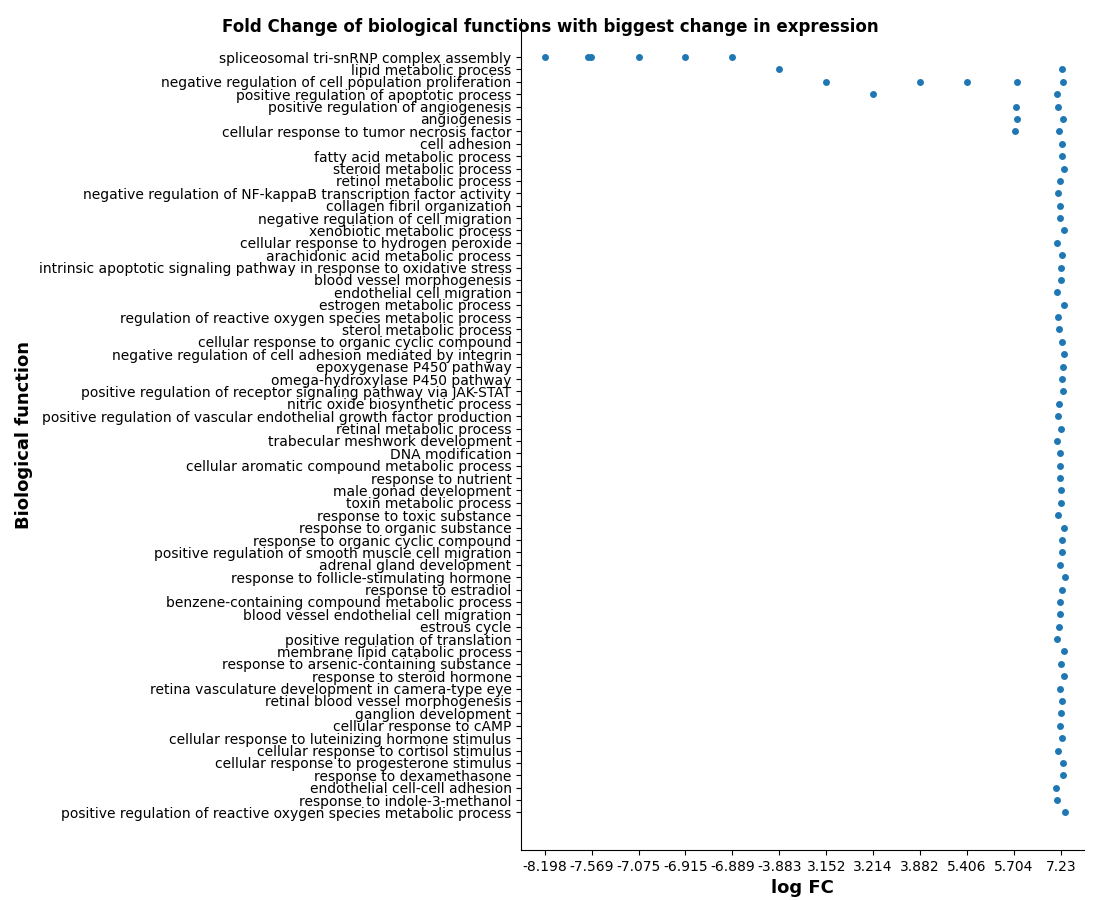 Fold Change of biological functions with biggest change in expression
spliceosomal tri-snRNP complex assembly
lipid metabolic process
negative regulation of cell population proliferation
positive regulation of apoptotic process
positive regulation of angiogenesis
angiogenesis
cellular response to tumor necrosis factor
cell adhesion
fatty acid metabolic process
steroid metabolic process
retinol metabolic process
negative regulation of NF-kappaB transcription factor activity
collagen fibril organization
negative regulation of cell migration
xenobiotic metabolic process
cellular response to hydrogen peroxide
arachidonic acid metabolic process
intrinsic apoptotic signaling pathway in response to oxidative stress
blood vessel morphogenesis
endothelial cell migration
estrogen metabolic process
regulation of reactive oxygen species metabolic process
sterol metabolic process
cellular response to organic cyclic compound
negative regulation of cell adhesion mediated by integrin
epoxygenase P450 pathway
omega-hydroxylase P450 pathway
positive regulation of receptor signaling pathway via JAK-STAT
nitric oxide biosynthetic process
positive regulation of vascular endothelial growth factor production
retinal metabolic process
trabecular meshwork development
DNA modification
cellular aromatic compound metabolic process
response to nutrient
male gonad development
toxin metabolic process
response to toxic substance
response to organic substance
response to organic cyclic compound
positive regulation of smooth muscle cell migration
adrenal gland development
response to follicle-stimulating hormone
response to estradiol
benzene-containing compound metabolic process
blood vessel endothelial cell migration
estrous cycle
positive regulation of translation
membrane lipid catabolic process
response to arsenic-containing substance
response to steroid hormone
retina vasculature development in camera-type eye
retinal blood vessel morphogenesis
ganglion development
cellular response to cAMP
cellular response to luteinizing hormone stimulus
cellular response to cortisol stimulus
cellular response to progesterone stimulus
response to dexamethasone
endothelial cell-cell adhesion
response to indole-3-methanol
positive regulation of reactive oxygen species metabolic process
Biological function
-8.198 -7.569 -7.075 -6.915 -6.889 -3.883 3.152 3.214 3.882 5.406 5.704 7.23
log FC